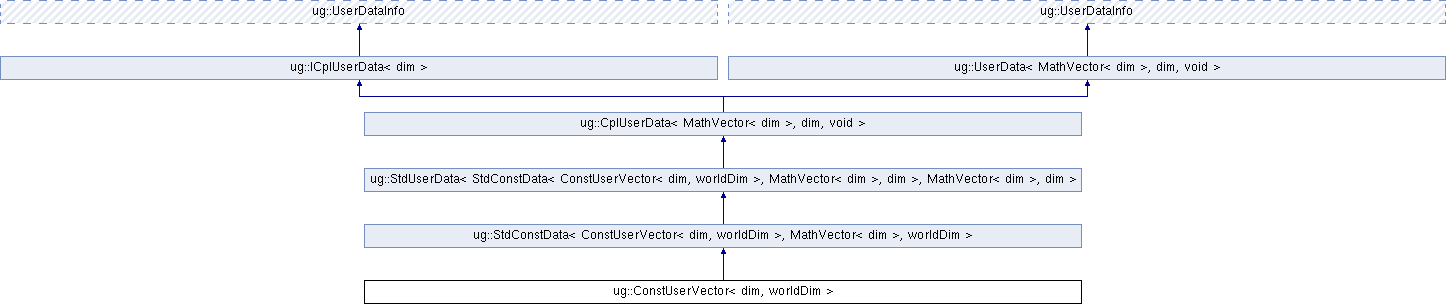 ug::UserDataInfo
ug::UserDataInfo
ug::ICplUserData< dim >
ug::UserData< MathVector< dim >, dim, void >
ug::CplUserData< MathVector< dim >, dim, void >
ug::StdUserData< StdConstData< ConstUserVector< dim, worldDim >, MathVector< dim >, dim >, MathVector< dim >, dim >
ug::StdConstData< ConstUserVector< dim, worldDim >, MathVector< dim >, worldDim >
ug::ConstUserVector< dim, worldDim >